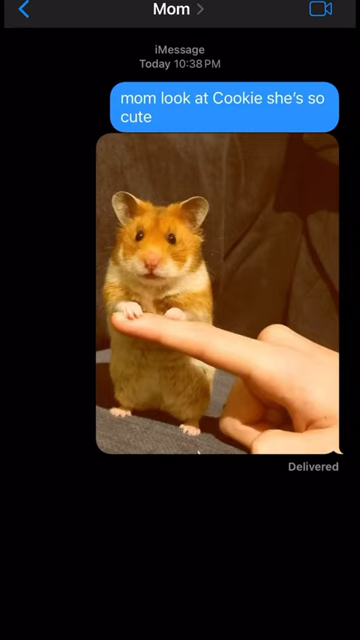 Mom
iMessage
Today 10:38 PM
mom look at Cookie she's so
cute
Delivered